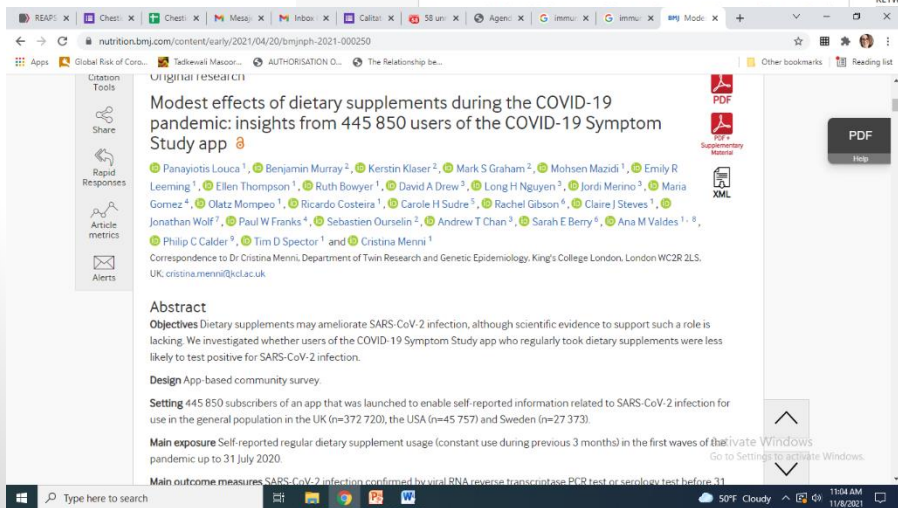 REAPS
Chesti
Chestic
Mesaj
Inbox
Calitat
58 un
Agend
immu
immu
BMJ Mode
nutrition.bmj.com/content/early/2021/04/20/bmjnph-2021-000250
Apps Global Risk of Coro... Tadkewali Masoor... AUTHORISATION O... The Relationship be... Other bookmarks Reading list
Citation
Tools
Share
Rapid
Responses
Article
metrics
Alerts
Original research
Modest effects of dietary supplements during the COVID-19
pandemic: insights from 445 850 users of the COVID-19 Symptom
Study app
Panayiotis Louca 1, Benjamin Murray 2, Kerstin Klaser 2, Mark S Graham 2, Mohsen Mazidi 1, Emily R
Leeming 1, Ellen Thompson 1, Ruth Bowyer 1, David A Drew 3, Long H Nguyen 3, Jordi Merino 3, Maria
Gomez 4, Olatz Mompeo 1, Ricardo Costeira 1, Carole H Sudre 5, Rachel Gibson 6, Claire J Steves 1,
Jonathan Wolf 7, Paul W Franks 4, Sebastien Ourselin 2, Andrew T Chan 3, Sarah E Berry 6, Ana M Valdes 1, 8,
Philip C Calder 9, Tim D Spector 1 and Cristina Menni 1
Correspondence to Dr Cristina Menni, Department of Twin Research and Genetic Epidemiology, King's College London, London WC2R 2LS,
UK; cristina.menni@kcl.ac.uk
Abstract
Objectives Dietary supplements may ameliorate SARS-CoV-2 infection, although scientific evidence to support such a role is
lacking. We investigated whether users of the COVID-19 Symptom Study app who regularly took dietary supplements were less
likely to test positive for SARS-CoV-2 infection.
Design App-based community survey.
Setting 445 850 subscribers of an app that was launched to enable self-reported information related to SARS-CoV-2 infection for
use in the general population in the UK (n=372 720), the USA (n=45 757) and Sweden (n=27 373).
Main exposure Self-reported regular dietary supplement usage (constant use during previous 3 months) in the first waves of the
pandemic up to 31 July 2020.
Main outcome measures SARS-CoV-2 infection confirmed by viral RNA reverse transcriptase PCR test or serology test before 31
PDF
PDF +
Supplementary
Material
XML
PDF
Help
Activate Windows
Go to Settings to activate Windows.
Type here to search
50°F Cloudy
11:04 AM
11/8/2021